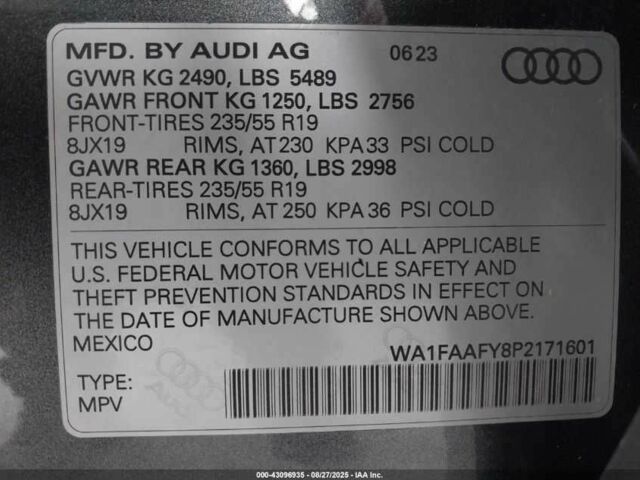 MFD. BY AUDI AG 06 23
GVWR KG 2490, LBS 5489
GAWR FRONT KG 1250, LBS 2756
FRONT-TIRES 235/55 R19
8JX19 RIMS, AT 230 KPA 33 PSI COLD
GAWR REAR KG 1360, LBS 2998
REAR-TIRES 235/55 R19
8JX19 RIMS, AT 250 KPA 36 PSI COLD
THIS VEHICLE CONFORMS TO ALL APPLICABLE
U.S. FEDERAL MOTOR VEHICLE SAFETY AND
THEFT PREVENTION STANDARDS IN EFFECT ON
THE DATE OF MANUFACTURE SHOWN ABOVE.
MEXICO
WA1FAAFY8P2171601
TYPE:
MPV
Audi
000-43096935 - 08/27/2025 - IAA Inc.